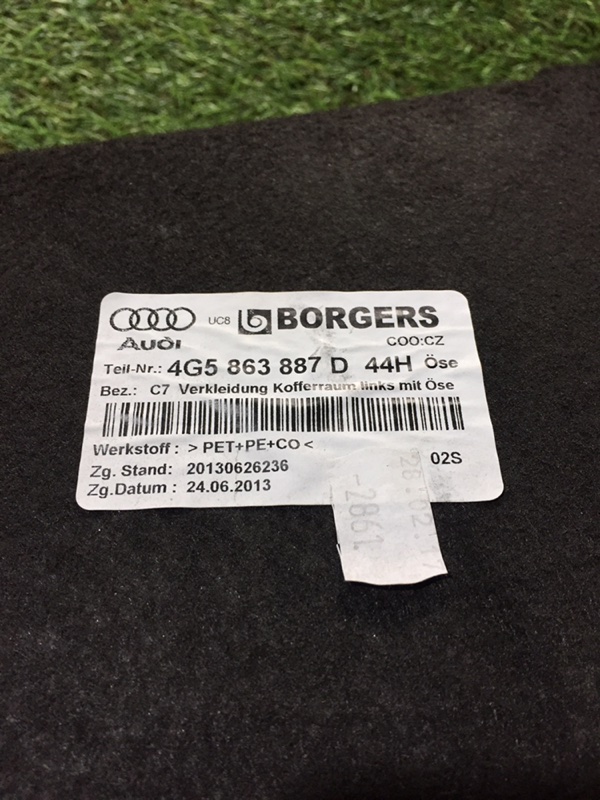 UC8 BORGERS
Audi COO:CZ
Teil-Nr.: 4G5 863 887 D 44H Öse
Bez.: C7 Verkleidung Kofferraum links mit Öse
Werkstoff : > PET+PE+CO <
02S
Zg. Stand: 20130626236
Zg.Datum : 24.06.2013
-2861